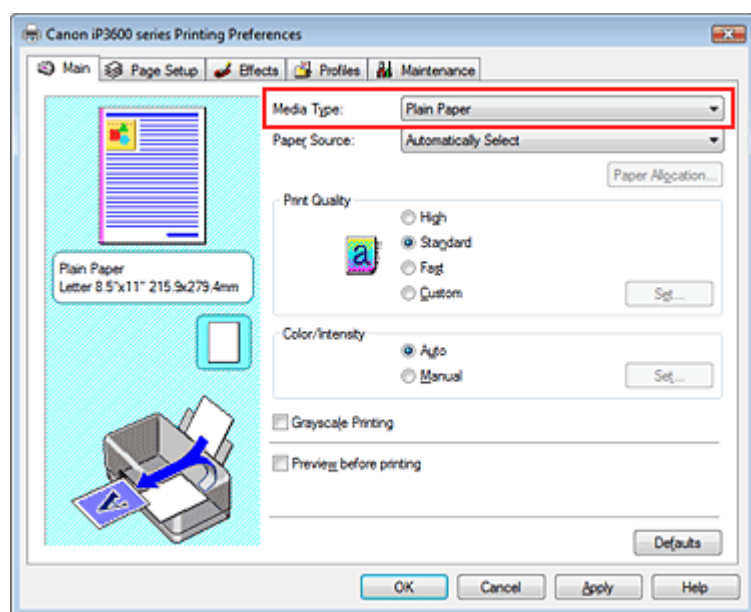 Canon iP3600 series Printing Preferences
Main Page Setup Effects Profiles Maintenance
Media Type: Plain Paper
Paper Source: Automatically Select
Paper Allocation...
Print Quality
High
a Standard
Fast
Custom Set...
Plain Paper
Letter 8.5"x11" 215.9x279.4mm
Color/Intensity
Auto
Manual Set...
Grayscale Printing
Preview before printing
Defaults
OK Cancel Apply Help